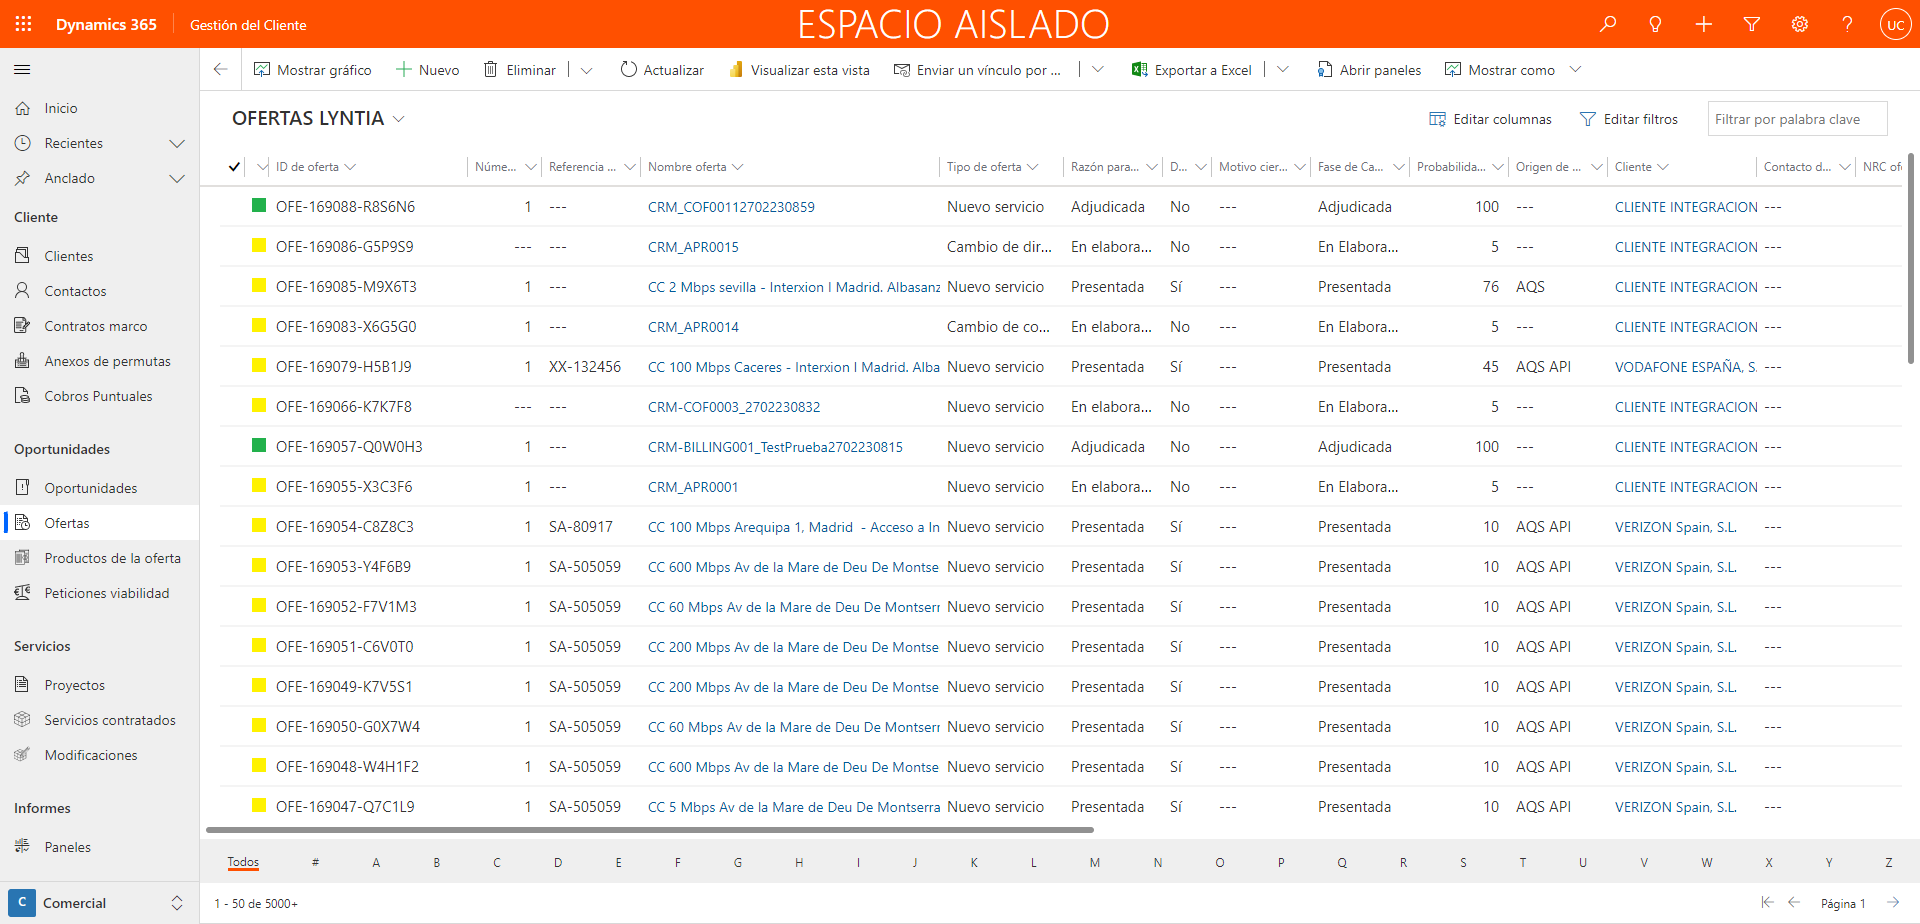 Dynamics 365 Gestión del Cliente ESPACIO AISLADO UC
Mostrar gráfico Nuevo Eliminar Actualizar Visualizar esta vista Enviar un vínculo por ... Exportar a Excel Abrir paneles Mostrar como
Inicio
Recientes
Anclado
Cliente
Clientes
Contactos
Contratos marco
Anexos de permutas
Cobros Puntuales
Oportunidades
Oportunidades
Ofertas
Productos de la oferta
Peticiones viabilidad
Servicios
Proyectos
Servicios contratados
Modificaciones
Informes
Paneles
C Comercial
OFERTAS LYNTIA Editar columnas Editar filtros Filtrar por palabra clave
ID de oferta Núme... Referencia ... Nombre oferta Tipo de oferta Razón para... D... Motivo cier... Fase de Ca... Probabilida... Origen de ... Cliente Contacto d... NRC ofe
OFE-169088-R8S6N6 1 --- CRM_COF00112702230859 Nuevo servicio Adjudicada No --- Adjudicada 100 --- CLIENTE INTEGRACION ---
OFE-169086-G5P9S9 --- --- CRM_APR0015 Cambio de dir... En elabora... No --- En Elabora... 5 --- CLIENTE INTEGRACION ---
OFE-169085-M9X6T3 1 --- CC 2 Mbps sevilla - Interxion I Madrid. Albasanz Nuevo servicio Presentada Sí --- Presentada 76 AQS CLIENTE INTEGRACION ---
OFE-169083-X6G5G0 1 --- CRM_APR0014 Cambio de co... En elabora... No --- En Elabora... 5 --- CLIENTE INTEGRACION ---
OFE-169079-H5B1J9 1 XX-132456 CC 100 Mbps Caceres - Interxion I Madrid. Alba Nuevo servicio Presentada Sí --- Presentada 45 AQS API VODAFONE ESPAÑA, S. ---
OFE-169066-K7K7F8 --- --- CRM-COF0003_2702230832 Nuevo servicio En elabora... No --- En Elabora... 5 --- CLIENTE INTEGRACION ---
OFE-169057-Q0W0H3 1 --- CRM-BILLING001_TestPrueba2702230815 Nuevo servicio Adjudicada No --- Adjudicada 100 --- CLIENTE INTEGRACION ---
OFE-169055-X3C3F6 1 --- CRM_APR0001 Nuevo servicio En elabora... No --- En Elabora... 5 --- CLIENTE INTEGRACION ---
OFE-169054-C8Z8C3 1 SA-80917 CC 100 Mbps Arequipa 1, Madrid - Acceso a In Nuevo servicio Presentada Sí --- Presentada 10 AQS API VERIZON Spain, S.L. ---
OFE-169053-Y4F6B9 1 SA-505059 CC 600 Mbps Av de la Mare de Deu De Montse Nuevo servicio Presentada Sí --- Presentada 10 AQS API VERIZON Spain, S.L. ---
OFE-169052-F7V1M3 1 SA-505059 CC 60 Mbps Av de la Mare de Deu De Montserr Nuevo servicio Presentada Sí --- Presentada 10 AQS API VERIZON Spain, S.L. ---
OFE-169051-C6V0T0 1 SA-505059 CC 200 Mbps Av de la Mare de Deu De Montse Nuevo servicio Presentada Sí --- Presentada 10 AQS API VERIZON Spain, S.L. ---
OFE-169049-K7V5S1 1 SA-505059 CC 200 Mbps Av de la Mare de Deu De Montse Nuevo servicio Presentada Sí --- Presentada 10 AQS API VERIZON Spain, S.L. ---
OFE-169050-G0X7W4 1 SA-505059 CC 60 Mbps Av de la Mare de Deu De Montserr Nuevo servicio Presentada Sí --- Presentada 10 AQS API VERIZON Spain, S.L. ---
OFE-169048-W4H1F2 1 SA-505059 CC 600 Mbps Av de la Mare de Deu De Montse Nuevo servicio Presentada Sí --- Presentada 10 AQS API VERIZON Spain, S.L. ---
OFE-169047-Q7C1L9 1 SA-505059 CC 5 Mbps Av de la Mare de Deu De Montserra Nuevo servicio Presentada Sí --- Presentada 10 AQS API VERIZON Spain, S.L. ---
Todos # A B C D E F G H I J K L M N O P Q R S T U V W X Y Z
1 - 50 de 5000+ Página 1